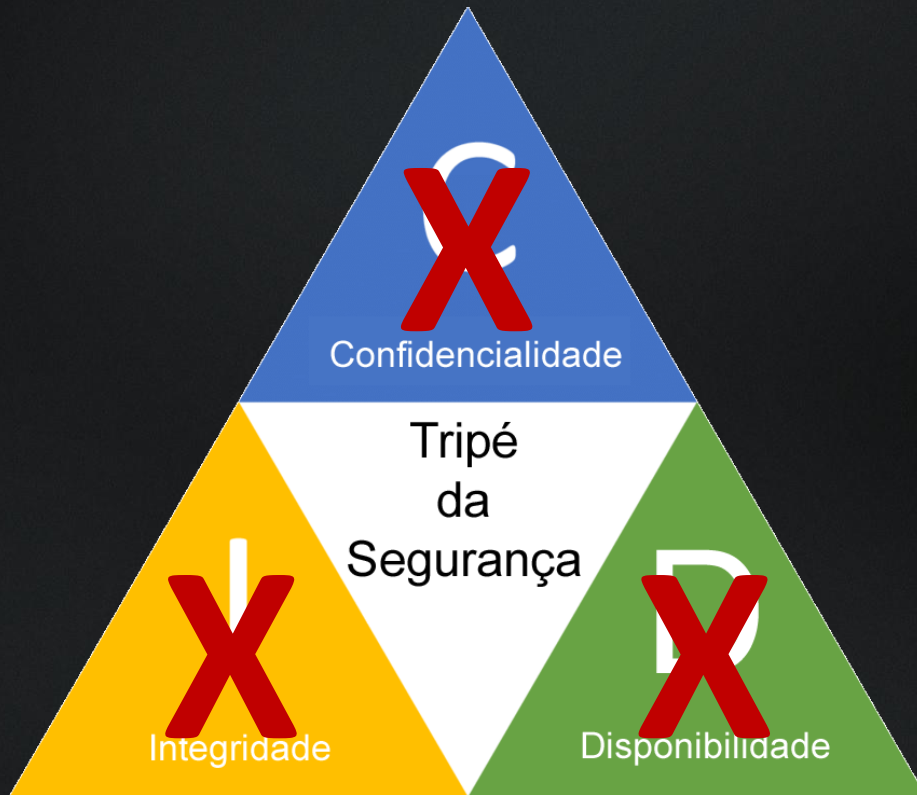 C
X
Confidencialidade
Tripé
da
Segurança
I
X
Integridade
D
X
Disponibilidade